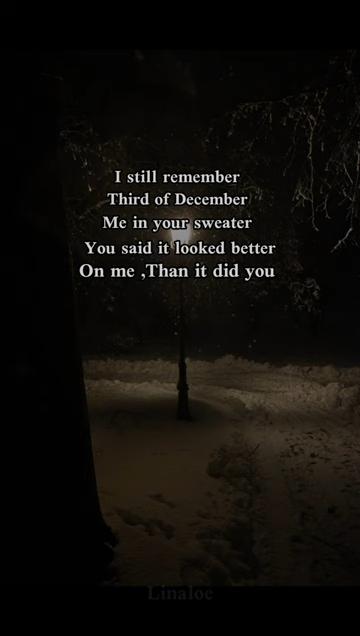 I still remember
Third of December
Me in your sweater
You said it looked better
On me ,Than it did you
Linaloe